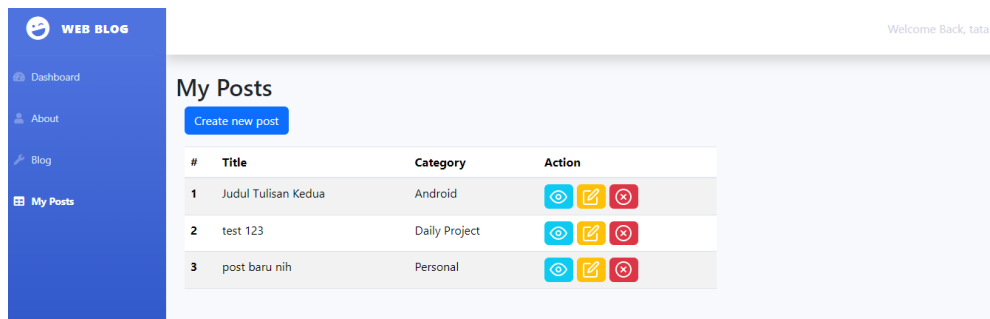 WEB BLOG
Welcome Back, tata
Dashboard
About
Blog
My Posts
My Posts
Create new post
# Title Category Action
1 Judul Tulisan Kedua Android
2 test 123 Daily Project
3 post baru nih Personal